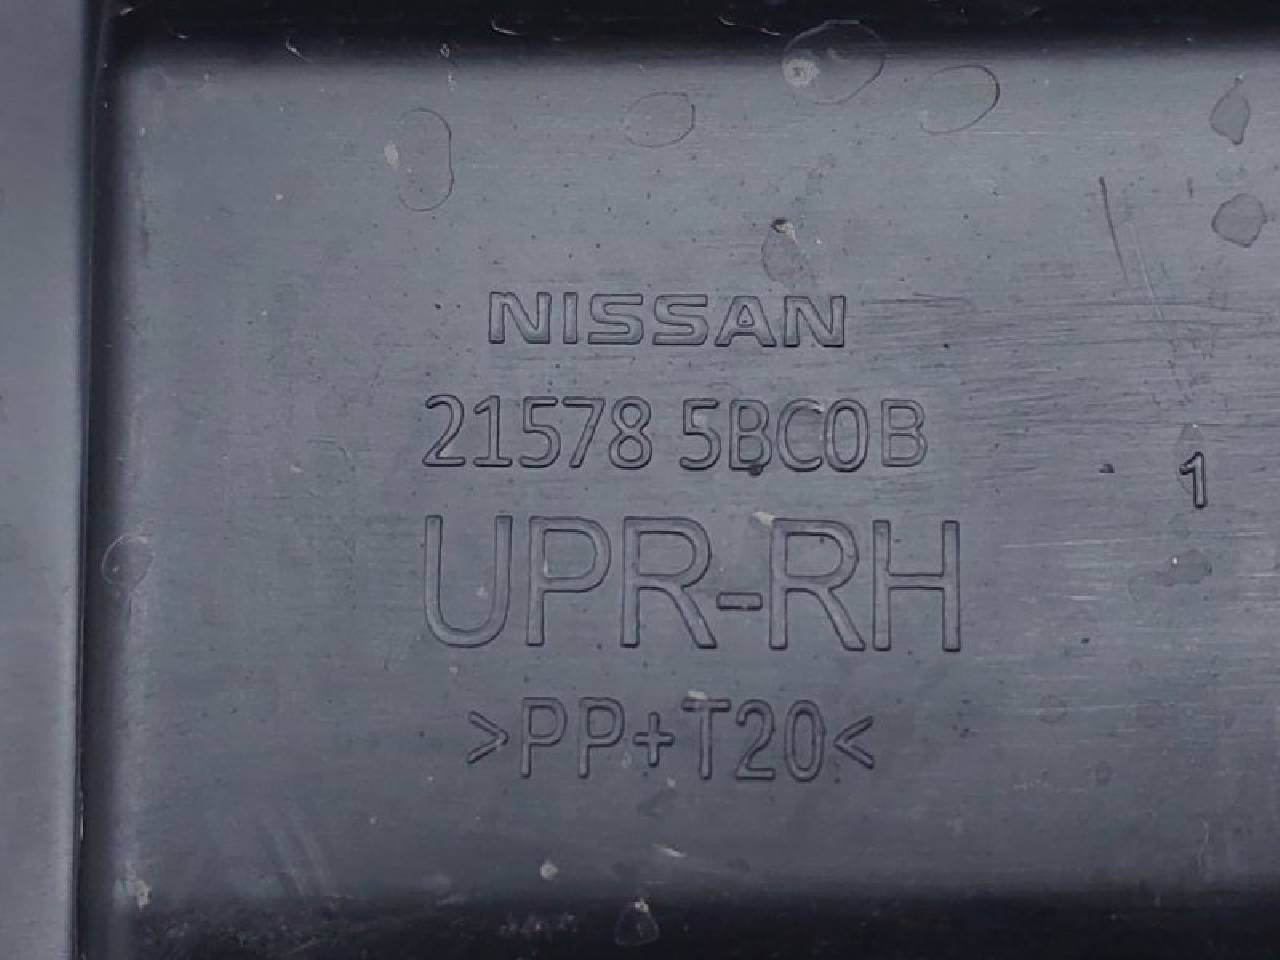 NISSAN
21578 5BC0B
1
UPR-RH
>PP+T20<